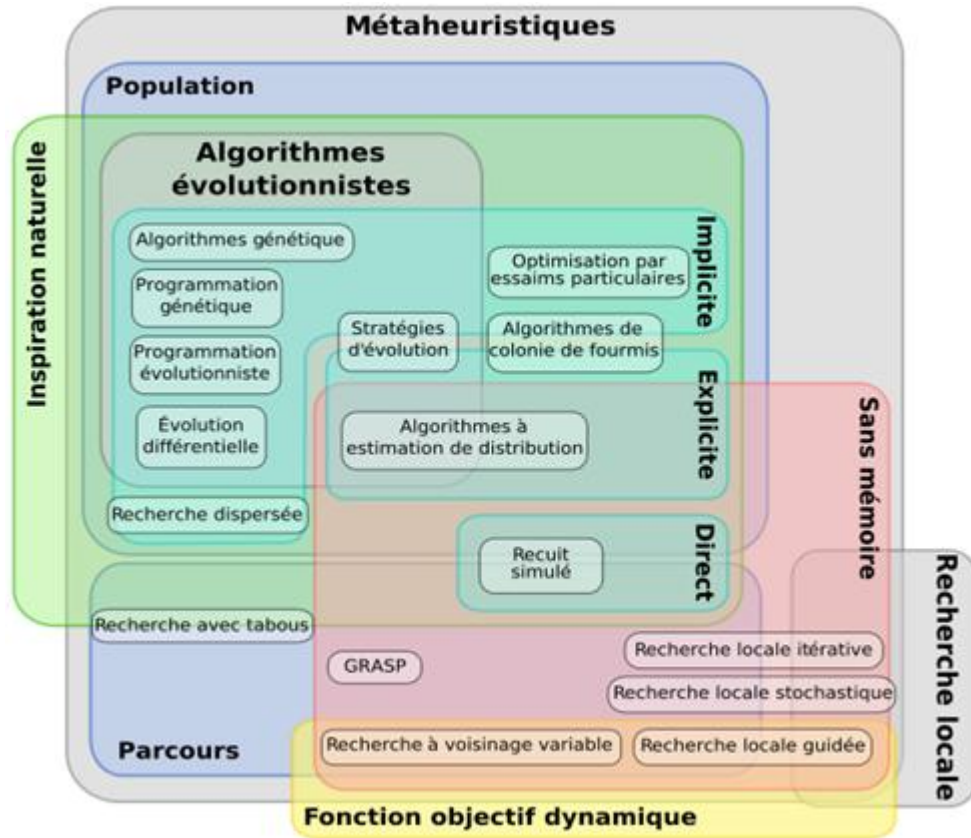 Métaheuristiques
Population
Inspiration naturelle
Algorithmes
évolutionnistes
Implicite
Algorithmes génétique
Optimisation par
essaims particulaires
Programmation
génétique
Stratégies
d'évolution
Algorithmes de
colonie de fourmis
Programmation
évolutionniste
Explicite
Sans mémoire
Évolution
différentielle
Algorithmes à
estimation de distribution
Recherche dispersée
Direct
Recuit
simulé
Recherche locale
Recherche avec tabous
GRASP
Recherche locale itérative
Recherche locale stochastique
Parcours
Recherche à voisinage variable
Recherche locale guidée
Fonction objectif dynamique